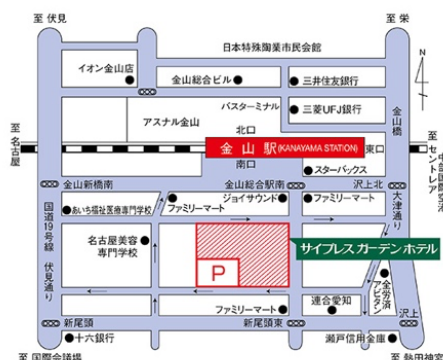 至 伏見
至 栄
日本特殊陶業市民会館
イオン金山店
金山総合ビル
三井住友銀行
バスターミナル
三菱UFJ銀行
アスナル金山
北口
金山橋
至 名古屋
金山駅(KANAYAMA STATION)
東口
至 セントレア
南口
スターバックス
金山新橋南
金山総合駅南
沢上北
あいち福祉医療専門学校
ジョイサウンド
ファミリーマート
ファミリーマート
大津通り
国道19号線 伏見通り
名古屋美容
専門学校
サイプレスガーデンホテル
P
全労済
アピタン
ファミリーマート
連合愛知
新尾頭
新尾頭東
沢上
十六銀行
瀬戸信用金庫
至 国際会議場
至 熱田神宮